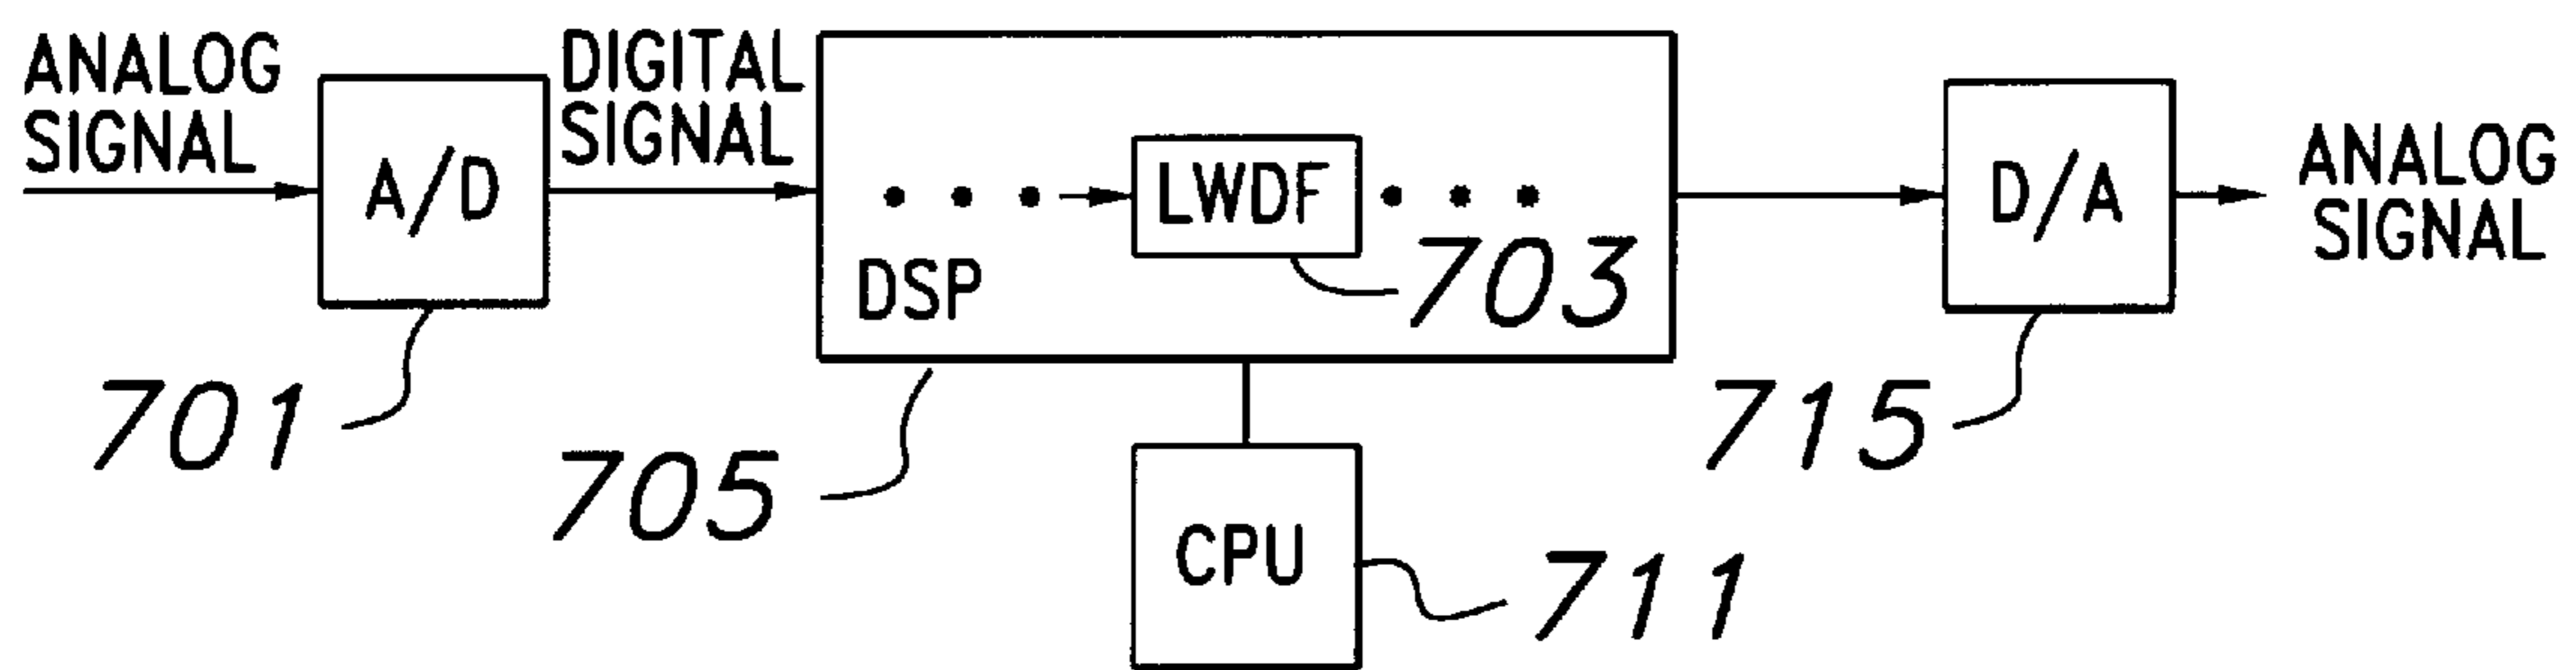 ANALOG
SIGNAL
A/D
701
DIGITAL
SIGNAL
DSP
LWDF
703
705
CPU
711
D/A
715
ANALOG
SIGNAL